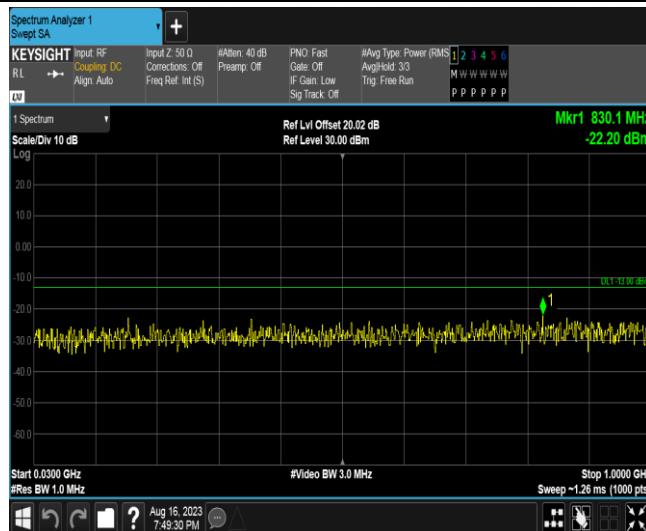 Spectrum Analyzer 1
Swept SA
+
KEYSIGHT
RL
LXI
Input: RF
Coupling: DC
Align: Auto
Input Z: 50 Ω
Corrections: Off
Freq Ref: Int (S)
#Atten: 40 dB
Preamp: Off
PNO: Fast
Gate: Off
IF Gain: Low
Sig Track: Off
#Avg Type: Power (RMS
Avg|Hold: 3/3
Trig: Free Run
1 2 3 4 5 6
M W W W W W
P P P P P P
1 Spectrum
Scale/Div 10 dB
Ref Lvl Offset 20.02 dB
Ref Level 30.00 dBm
Mkr1 830.1 MHz
-22.20 dBm
Log
20.0
10.0
0.00
-10.0
DL1 -13.00 dBm
1
-20.0
-30.0
-40.0
-50.0
-60.0
Start 0.0300 GHz
#Res BW 1.0 MHz
#Video BW 3.0 MHz
Stop 1.0000 GHz
Sweep ~1.26 ms (1000 pts
?
Aug 16, 2023
7:49:30 PM